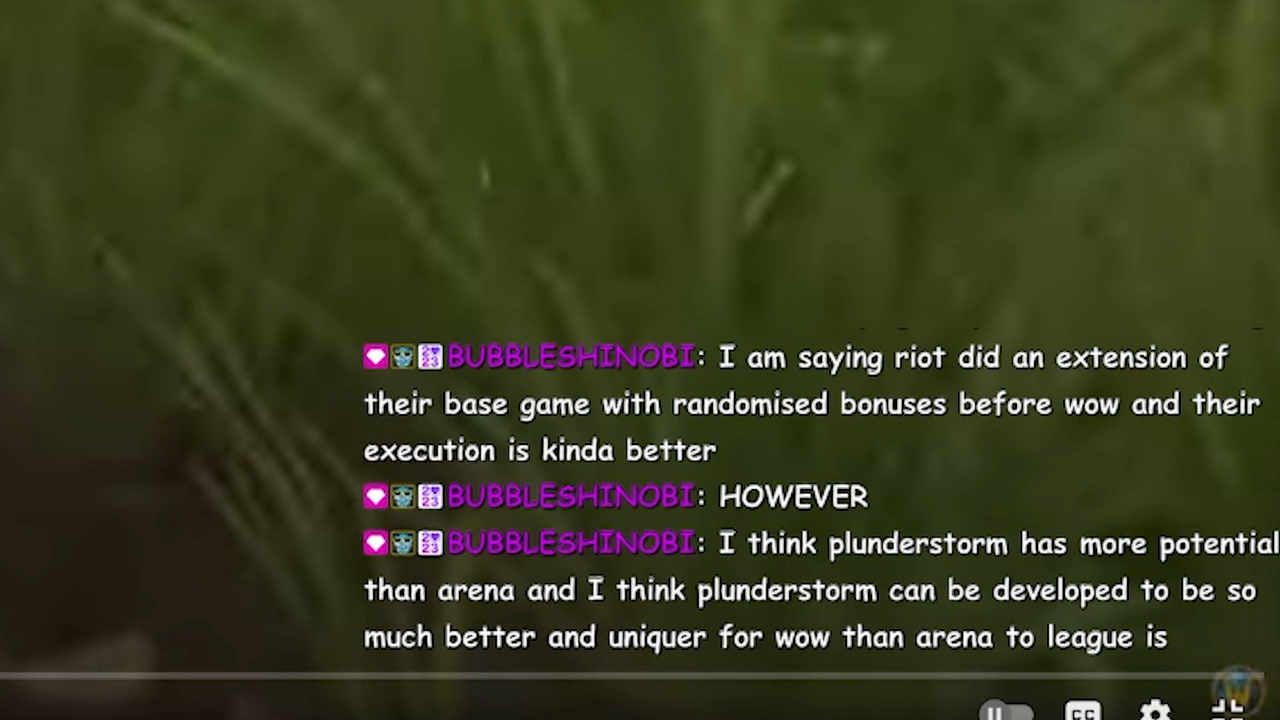 BUBBLESHINOBI: I am saying riot did an extension of
their base game with randomised bonuses before wow and their
execution is kinda better
BUBBLESHINOBI: HOWEVER
BUBBLESHINOBI: I think plunderstorm has more potential
than arena and I think plunderstorm can be developed to be so
much better and uniquer for wow than arena to league is
CC
W